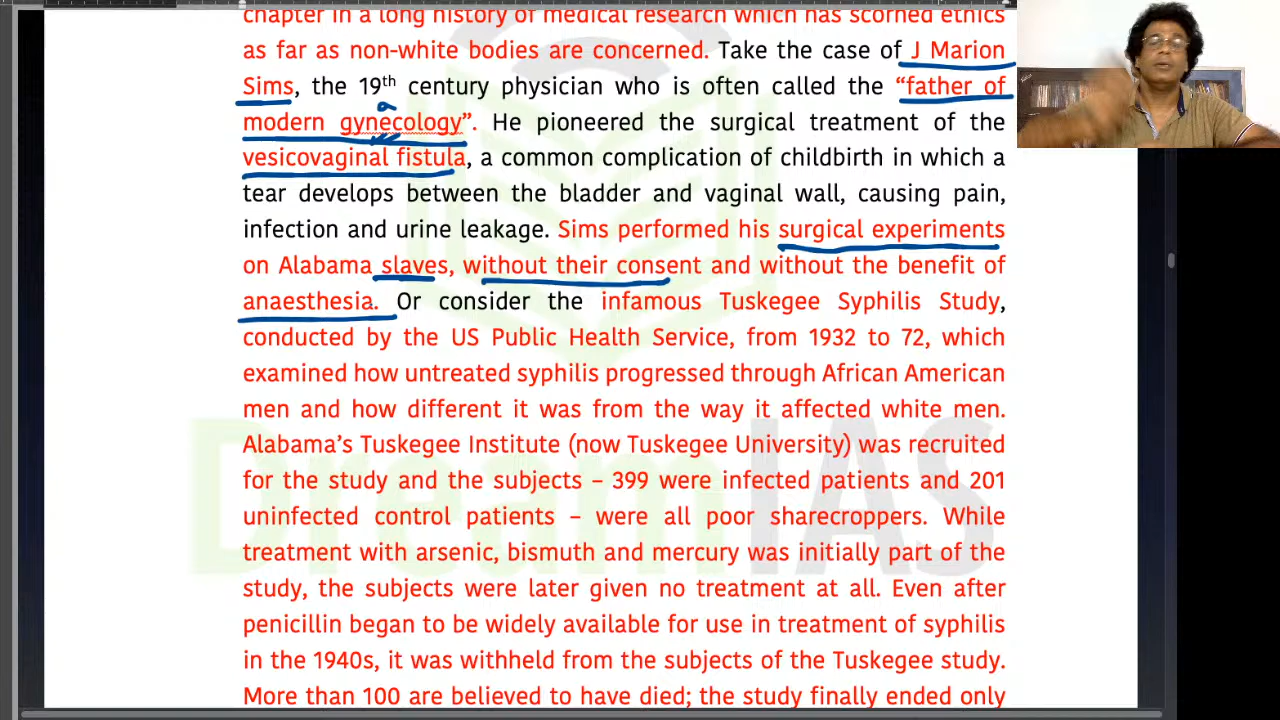 chapter in a long history of medical research which has scorned ethics
as far as non-white bodies are concerned. Take the case of J Marion
Sims, the 19th century physician who is often called the “father of
modern gynecology”. He pioneered the surgical treatment of the
vesicovaginal fistula, a common complication of childbirth in which a
tear develops between the bladder and vaginal wall, causing pain,
infection and urine leakage. Sims performed his surgical experiments
on Alabama slaves, without their consent and without the benefit of
anaesthesia. Or consider the infamous Tuskegee Syphilis Study,
conducted by the US Public Health Service, from 1932 to 72, which
examined how untreated syphilis progressed through African American
men and how different it was from the way it affected white men.
Alabama’s Tuskegee Institute (now Tuskegee University) was recruited
for the study and the subjects – 399 were infected patients and 201
uninfected control patients – were all poor sharecroppers. While
treatment with arsenic, bismuth and mercury was initially part of the
study, the subjects were later given no treatment at all. Even after
penicillin began to be widely available for use in treatment of syphilis
in the 1940s, it was withheld from the subjects of the Tuskegee study.
More than 100 are believed to have died; the study finally ended only
DreamIAS